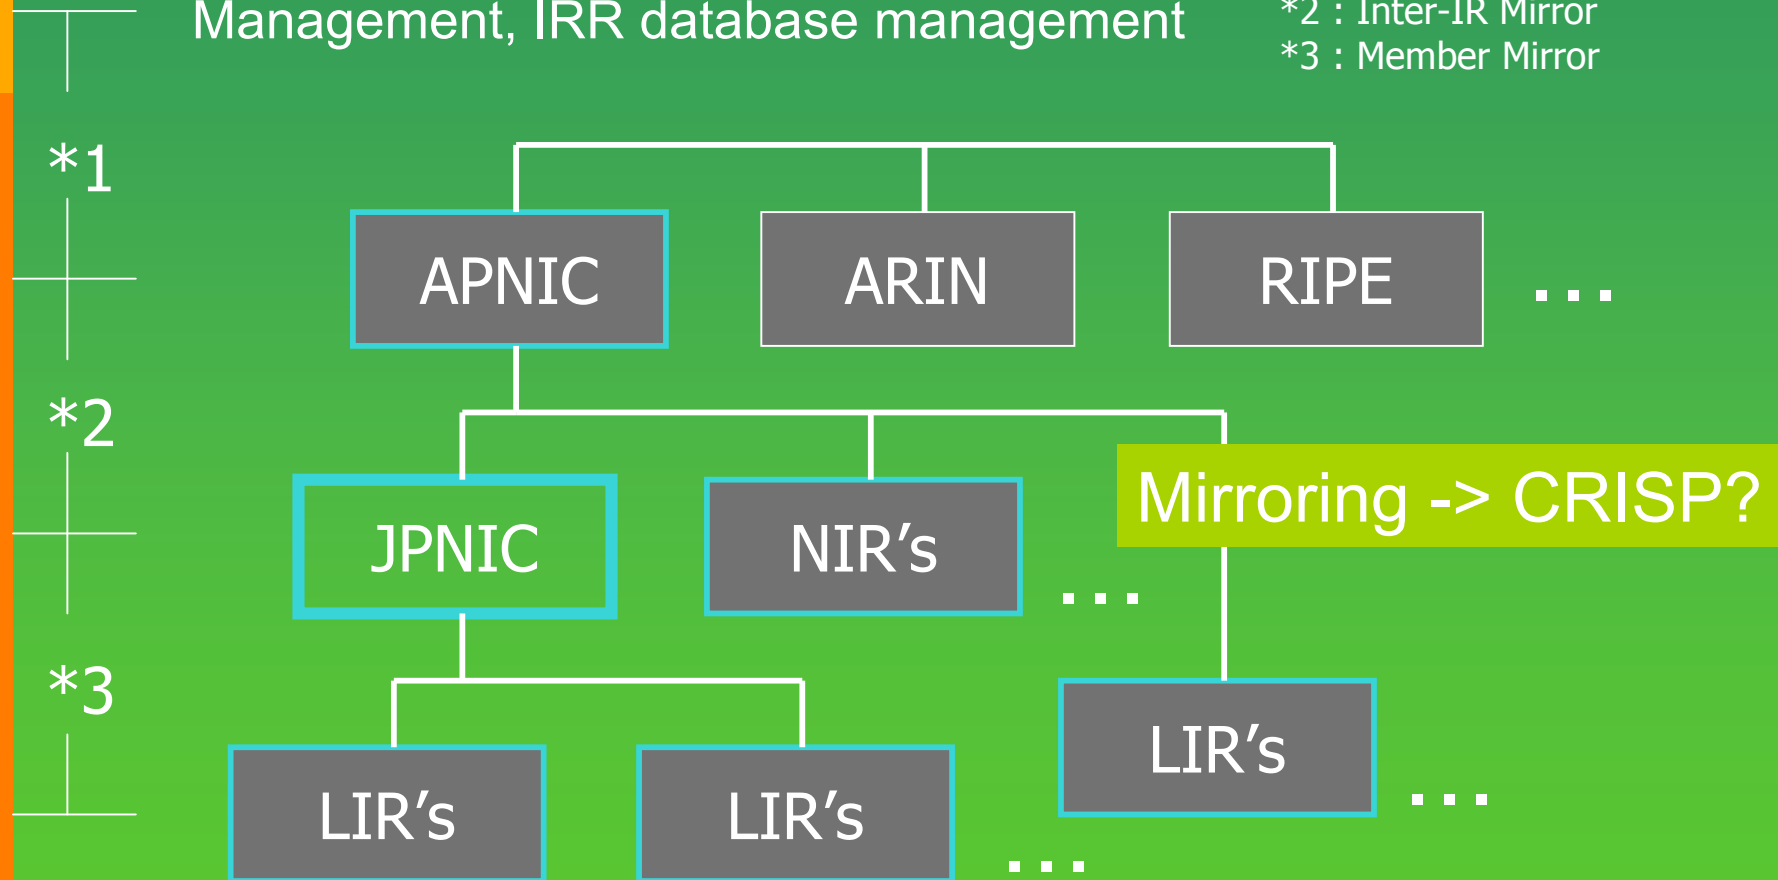 Management, IRR database management
*2 : Inter-IR Mirror
*3 : Member Mirror
*1
APNIC
ARIN
RIPE
...
*2
Mirroring -> CRISP?
JPNIC
NIR’s
...
*3
LIR’s
...
LIR’s
LIR’s
...